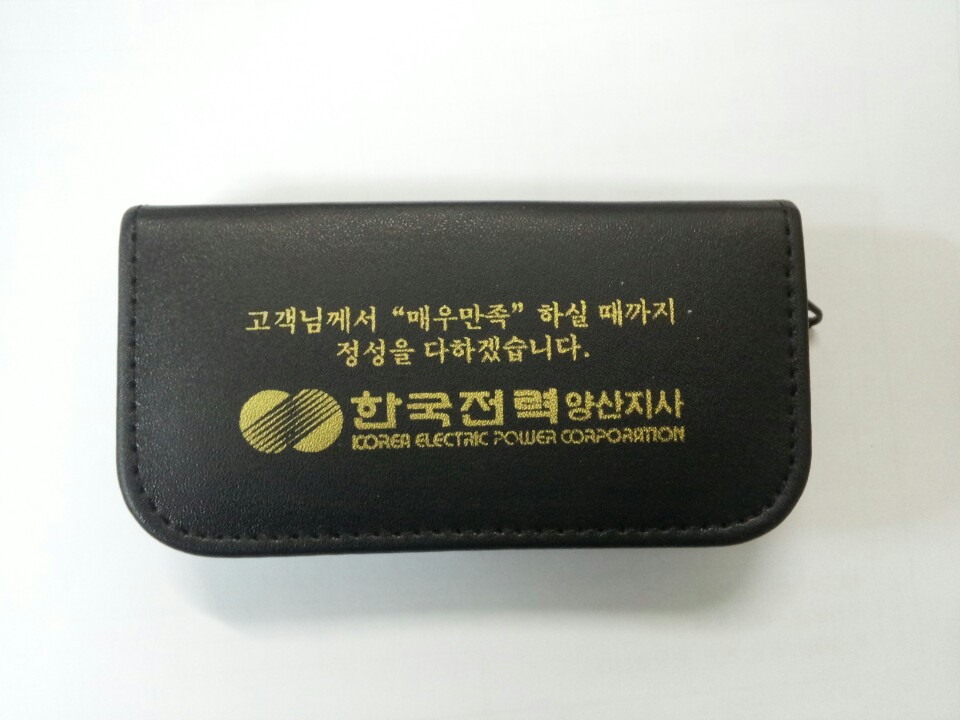 고객님께서 “매우만족” 하실 때까지
정성을 다하겠습니다.
한국전력 양산지사
KOREA ELECTRIC POWER CORPORATION